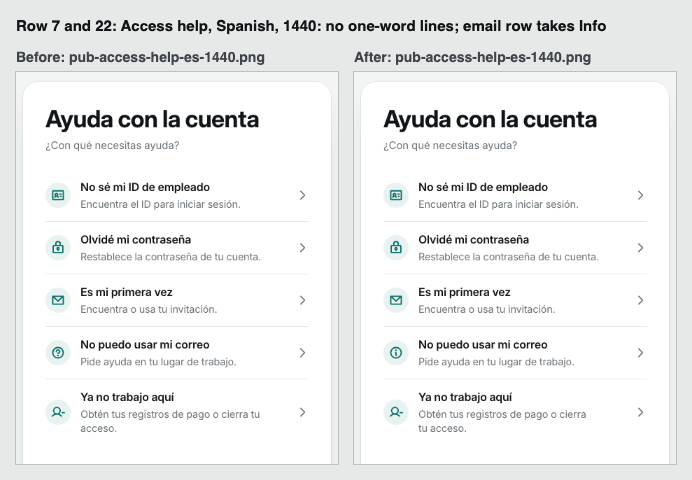 Row 7 and 22: Access help, Spanish, 1440: no one-word lines; email row takes Info
Before: pub-access-help-es-1440.png
Ayuda con la cuenta
¿Con qué necesitas ayuda?
No sé mi ID de empleado
Encuentra el ID para iniciar sesión.
Olvidé mi contraseña
Restablece la contraseña de tu cuenta.
Es mi primera vez
Encuentra o usa tu invitación.
No puedo usar mi correo
Pide ayuda en tu lugar de trabajo.
Ya no trabajo aquí
Obtén tus registros de pago o cierra tu
acceso.
After: pub-access-help-es-1440.png
Ayuda con la cuenta
¿Con qué necesitas ayuda?
No sé mi ID de empleado
Encuentra el ID para iniciar sesión.
Olvidé mi contraseña
Restablece la contraseña de tu cuenta.
Es mi primera vez
Encuentra o usa tu invitación.
No puedo usar mi correo
Pide ayuda en tu lugar de trabajo.
Ya no trabajo aquí
Obtén tus registros de pago o cierra
tu acceso.